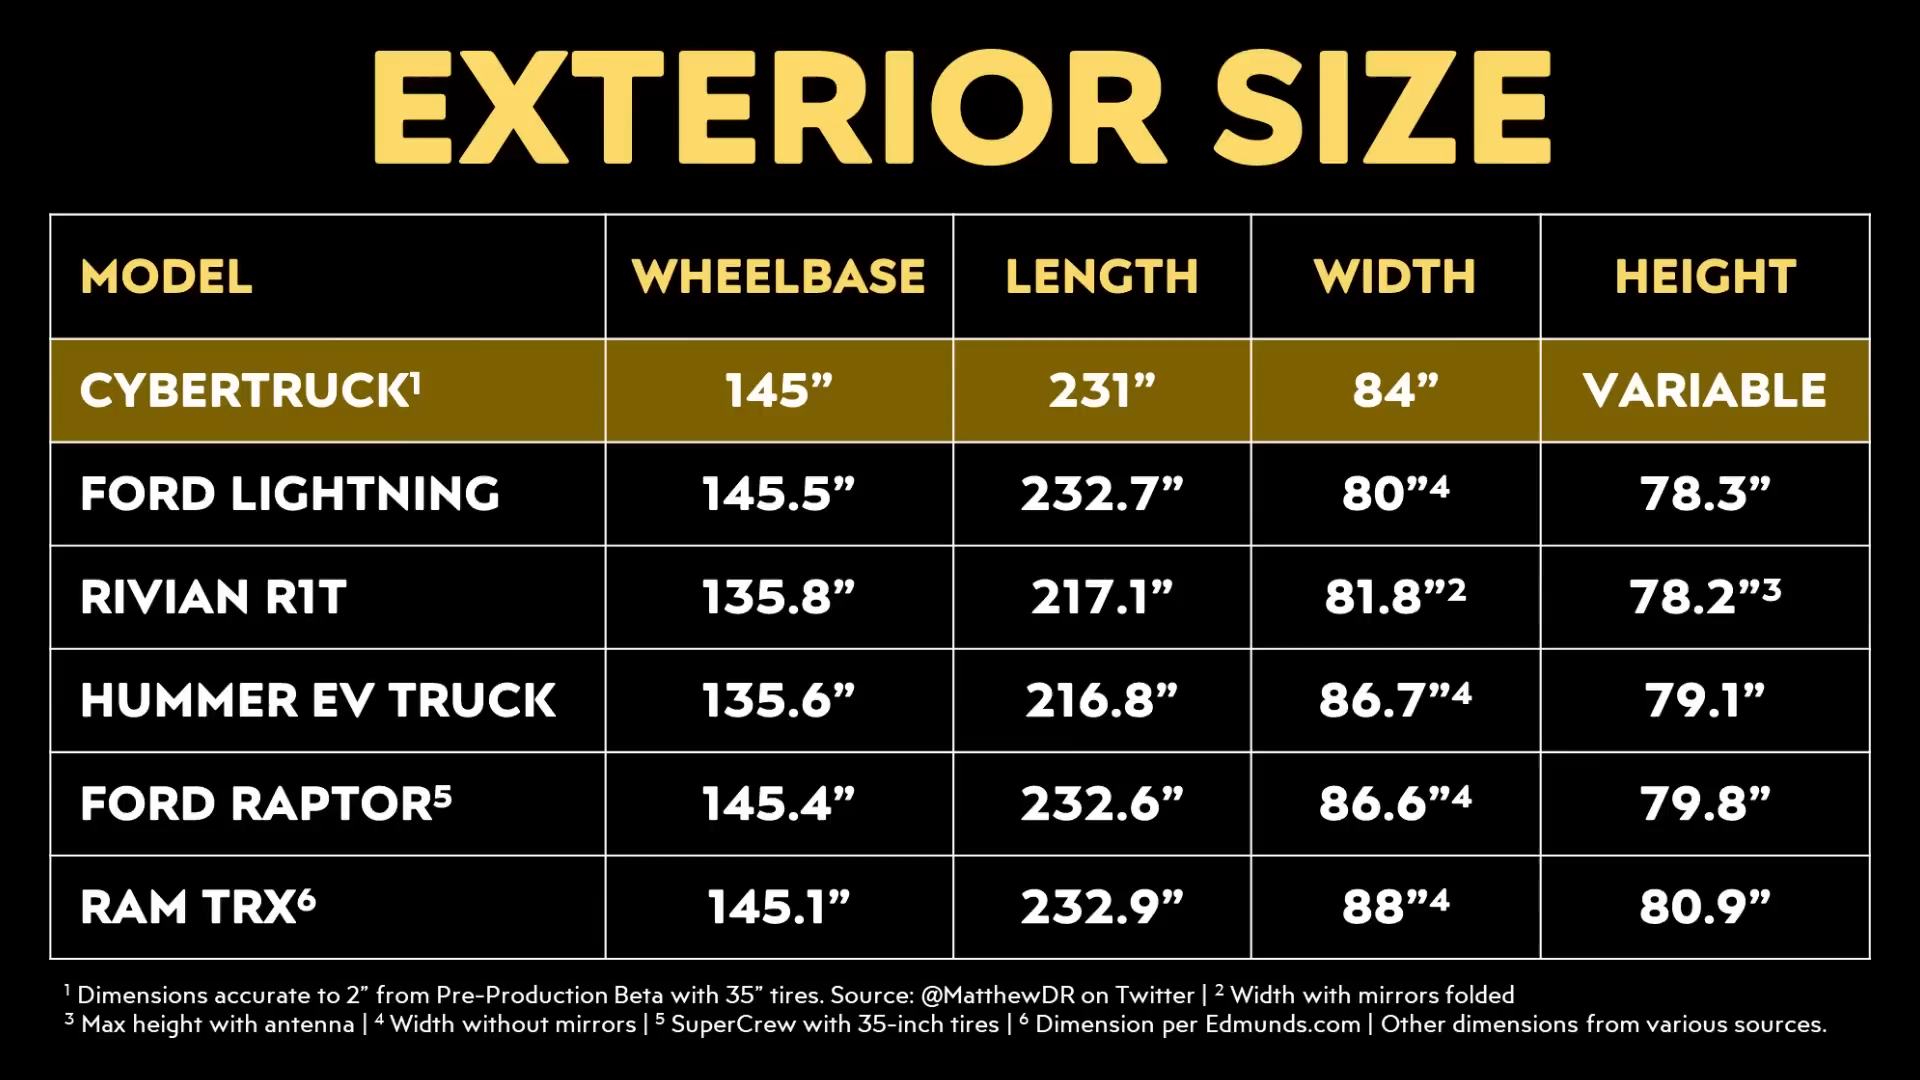 EXTERIOR SIZE
MODEL WHEELBASE LENGTH WIDTH HEIGHT
CYBERTRUCK¹ 145” 231” 84” VARIABLE
FORD LIGHTNING 145.5” 232.7” 80”⁴ 78.3”
RIVIAN R1T 135.8” 217.1” 81.8”² 78.2”³
HUMMER EV TRUCK 135.6” 216.8” 86.7”⁴ 79.1”
FORD RAPTOR⁵ 145.4” 232.6” 86.6”⁴ 79.8”
RAM TRX⁶ 145.1” 232.9” 88”⁴ 80.9”
¹ Dimensions accurate to 2” from Pre-Production Beta with 35” tires. Source: @MatthewDR on Twitter | ² Width with mirrors folded
³ Max height with antenna | ⁴ Width without mirrors | ⁵ SuperCrew with 35-inch tires | ⁶ Dimension per Edmunds.com | Other dimensions from various sources.